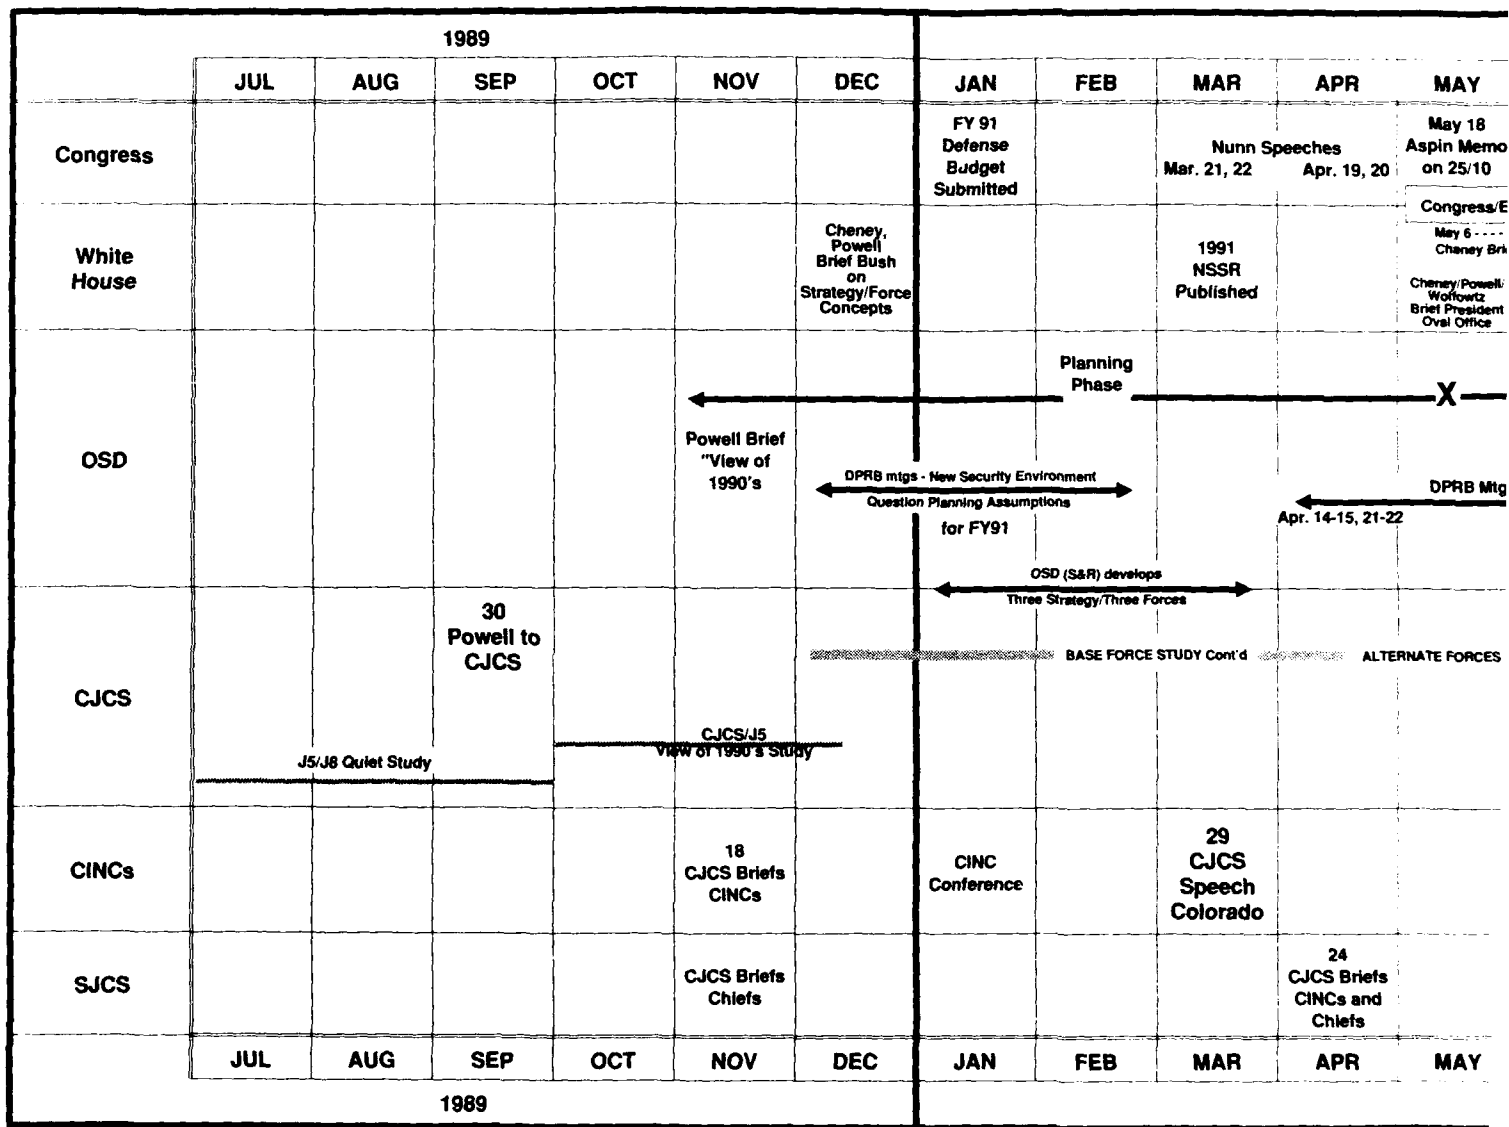 1989
JUL AUG SEP OCT NOV DEC JAN FEB MAR APR MAY
Congress
FY 91
Defense
Budget
Submitted
Nunn Speeches
Mar. 21, 22 Apr. 19, 20
May 18
Aspin Memo
on 25/10
Congress/E
White
House
Cheney,
Powell
Brief Bush
on
Strategy/Force
Concepts
1991
NSSR
Published
May 6 - - - -
Chaney Bri
Cheney/Powell/
Wolfowtz
Brief President
Oval Office
OSD
Planning
Phase
X
Powell Brief
"View of
1990's
DPRB mtgs - New Security Environment
Question Planning Assumptions
for FY91
DPRB Mtg
Apr. 14-15, 21-22
OSD (S&R) develops
Three Strategy/Three Forces
CJCS
30
Powell to
CJCS
BASE FORCE STUDY Cont'd
ALTERNATE FORCES
CJCS/J5
View of 1990's Study
J5/J8 Quiet Study
CINCs
18
CJCS Briefs
CINCs
CINC
Conference
29
CJCS
Speech
Colorado
SJCS
CJCS Briefs
Chiefs
24
CJCS Briefs
CINCs and
Chiefs
JUL AUG SEP OCT NOV DEC JAN FEB MAR APR MAY
1989